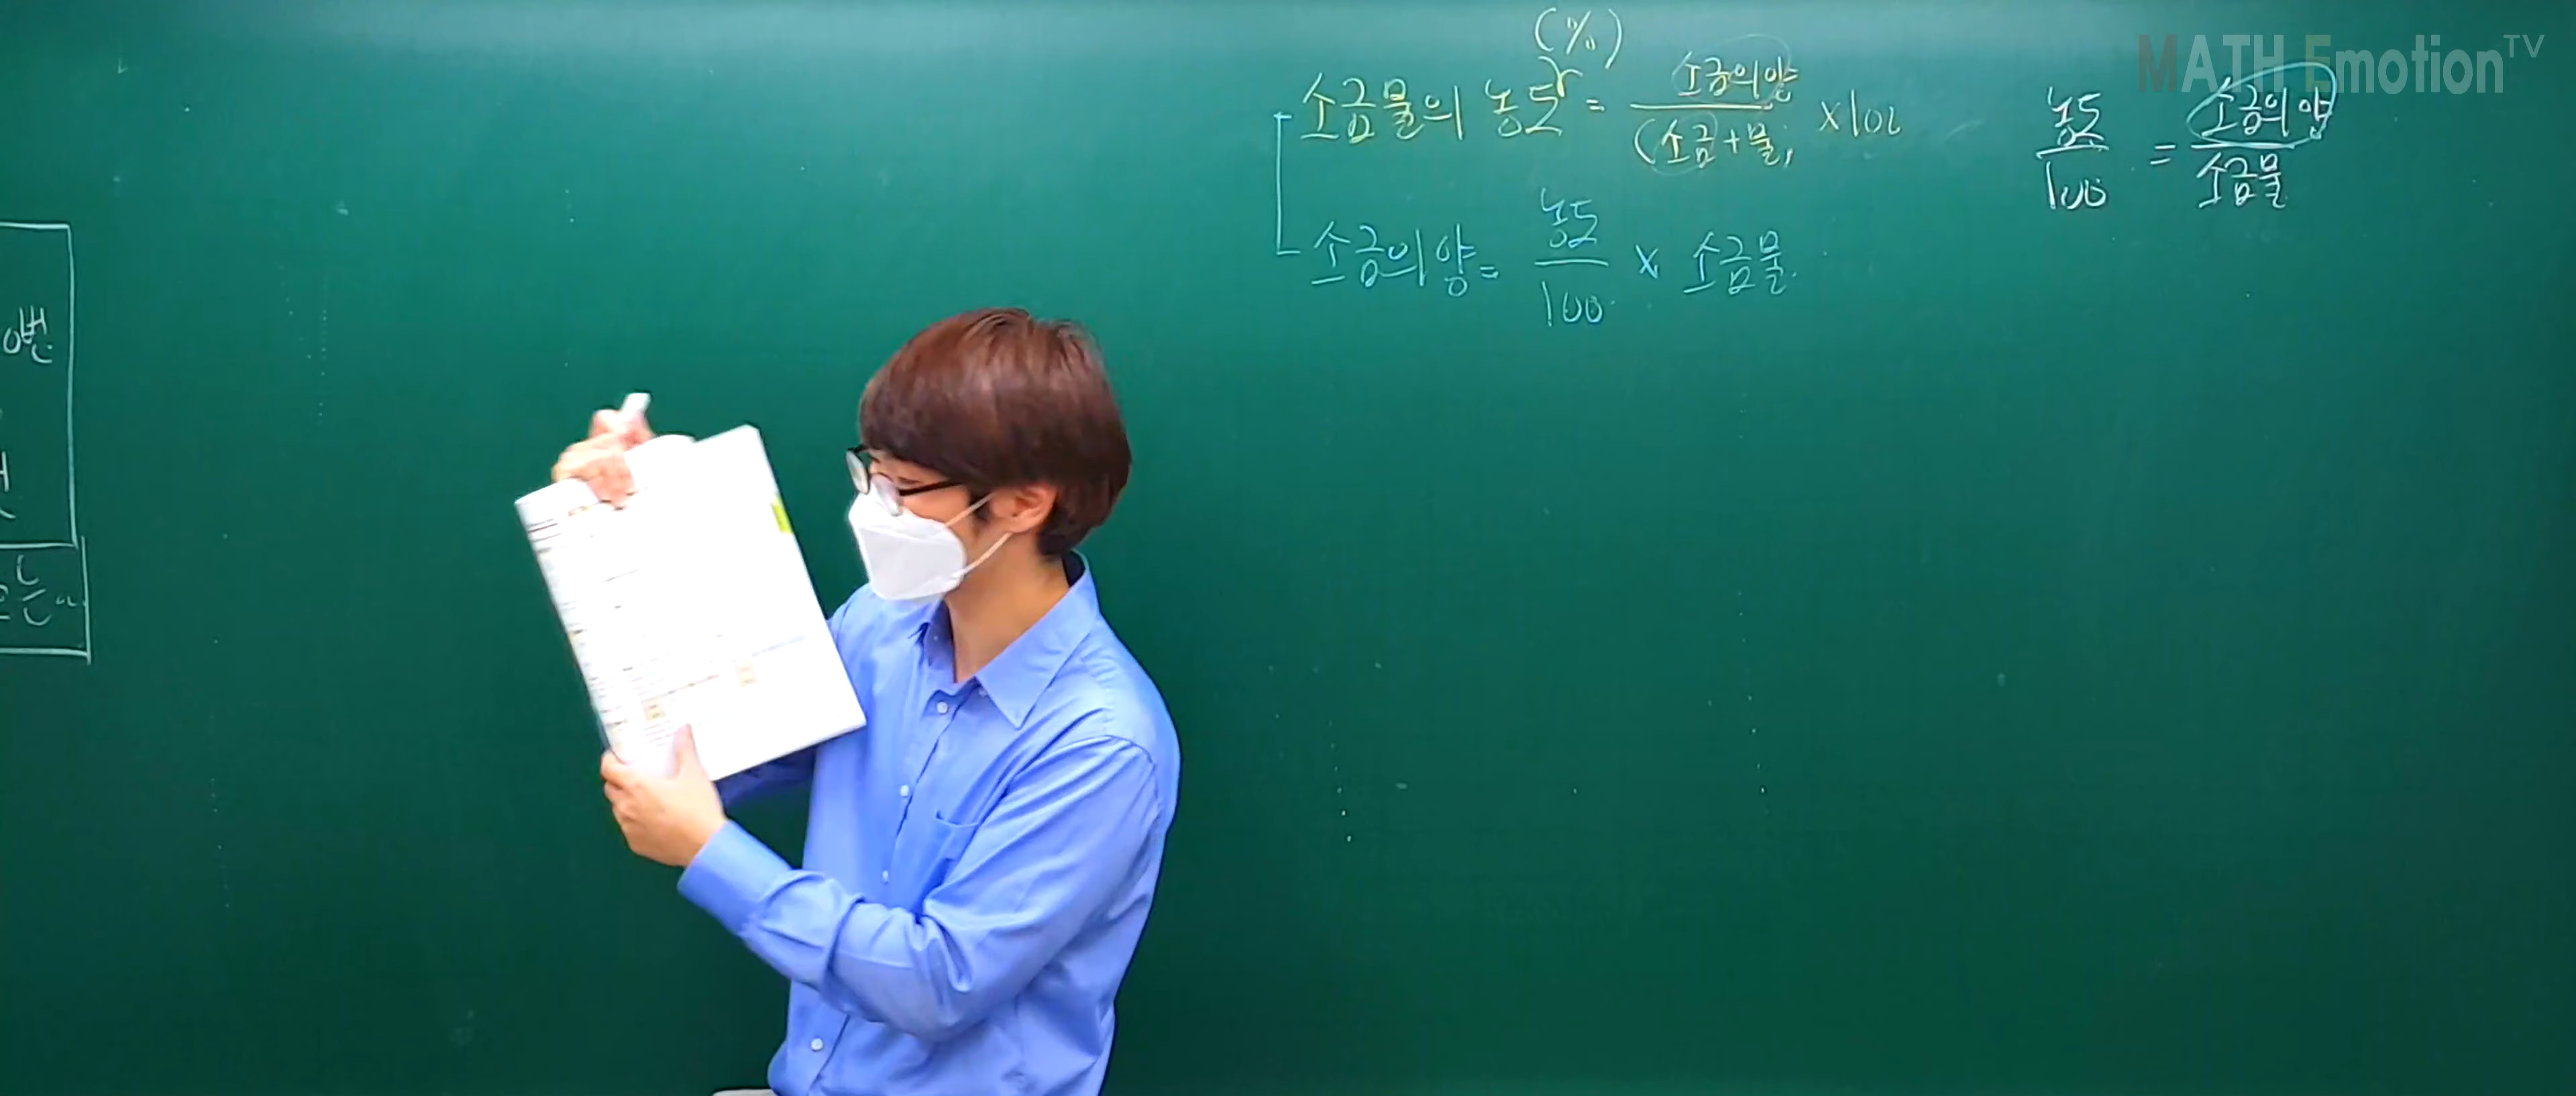 MATH Emotion TV
(%)
소금물의 농도 = 소금의양 / (소금+물) ×100
농도 / 100 = 소금의양 / 소금물
소금의양 = 농도 / 100 × 소금물.